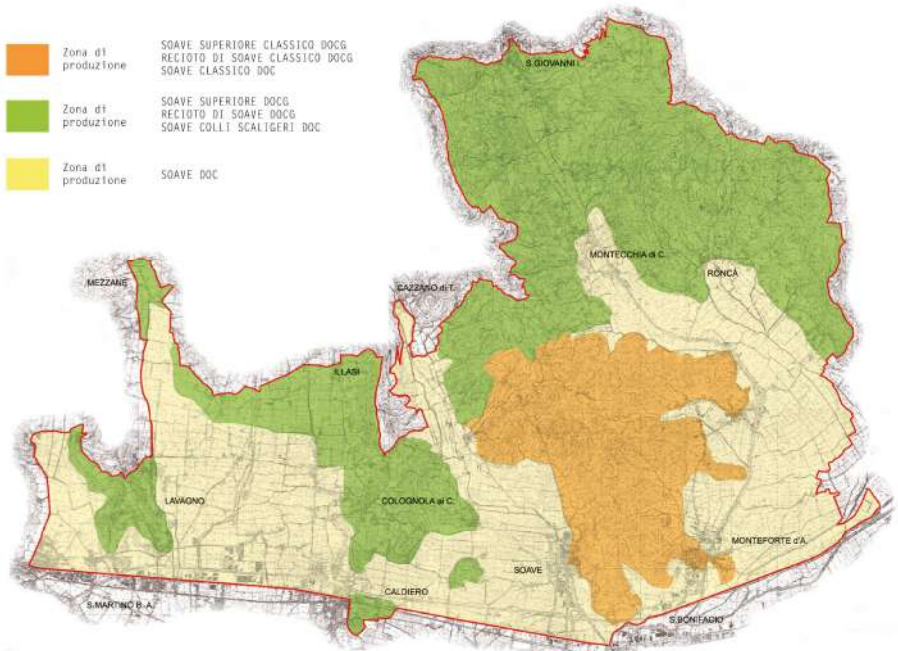 Zona di
produzione
SOAVE SUPERIORE CLASSICO DOCG
RECIOTO DI SOAVE CLASSICO DOCG
SOAVE CLASSICO DOC
Zona di
produzione
SOAVE SUPERIORE DOCG
RECIOTO DI SOAVE DOCG
SOAVE COLLI SCALIGERI DOC
Zona di
produzione
SOAVE DOC
S.GIOVANNI I.
MONTECCHIA di C.
RONCÀ
MEZZANE
CAZZANO di T.
ILLASI
LAVAGNO
COLOGNOLA ai C.
MONTEFORTE d'A.
SOAVE
CALDIERO
S.MARTINO B. A.
S.BONIFACIO